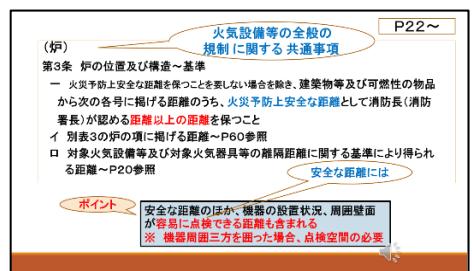 P22～
火気設備等の全般の
規制に関する共通事項
（炉）
第3条 炉の位置及び構造～基準
一 火災予防上安全な距離を保つことを要しない場合を除き、建築物等及び可燃性の物品
から次の各号に掲げる距離のうち、火災予防上安全な距離として消防長（消防
署長）が認める距離以上の距離を保つこと
イ 別表3の炉の項に掲げる距離～P60参照
ロ 対象火気設備等及び対象火気器具等の離隔距離に関する基準により得られ
る距離～P20参照
安全な距離には
ポイント
安全な距離のほか、機器の設置状況、周囲壁面
が容易に点検できる距離も含まれる
※ 機器周囲三方を囲った場合、点検空間の必要